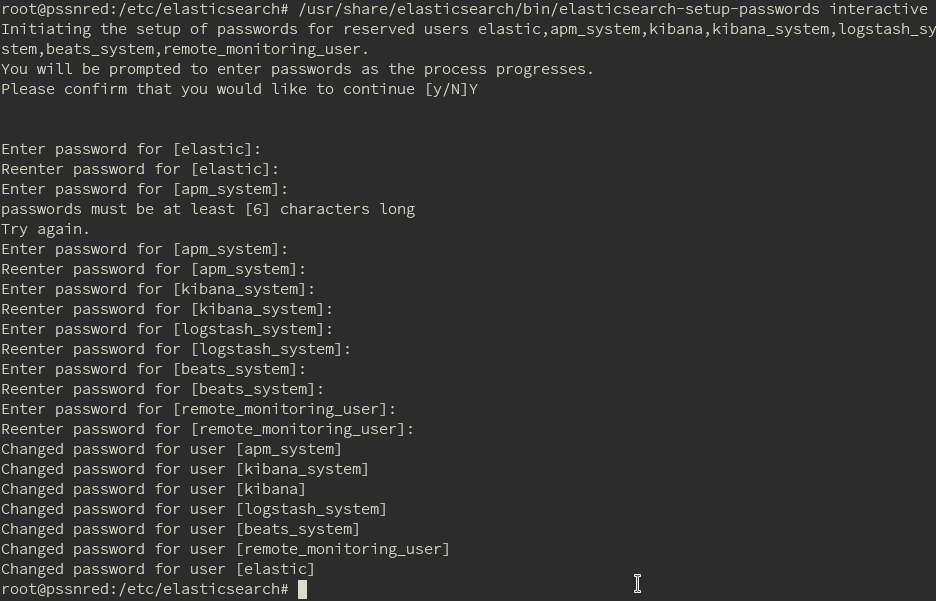 root@pssnred:/etc/elasticsearch# /usr/share/elasticsearch/bin/elasticsearch-setup-passwords interactive
Initiating the setup of passwords for reserved users elastic,apm_system,kibana,kibana_system,logstash_sy
stem,beats_system,remote_monitoring_user.
You will be prompted to enter passwords as the process progresses.
Please confirm that you would like to continue [y/N]Y
Enter password for [elastic]:
Reenter password for [elastic]:
Enter password for [apm_system]:
passwords must be at least [6] characters long
Try again.
Enter password for [apm_system]:
Reenter password for [apm_system]:
Enter password for [kibana_system]:
Reenter password for [kibana_system]:
Enter password for [logstash_system]:
Reenter password for [logstash_system]:
Enter password for [beats_system]:
Reenter password for [beats_system]:
Enter password for [remote_monitoring_user]:
Reenter password for [remote_monitoring_user]:
Changed password for user [apm_system]
Changed password for user [kibana_system]
Changed password for user [kibana]
Changed password for user [logstash_system]
Changed password for user [beats_system]
Changed password for user [remote_monitoring_user]
Changed password for user [elastic]
root@pssnred:/etc/elasticsearch#